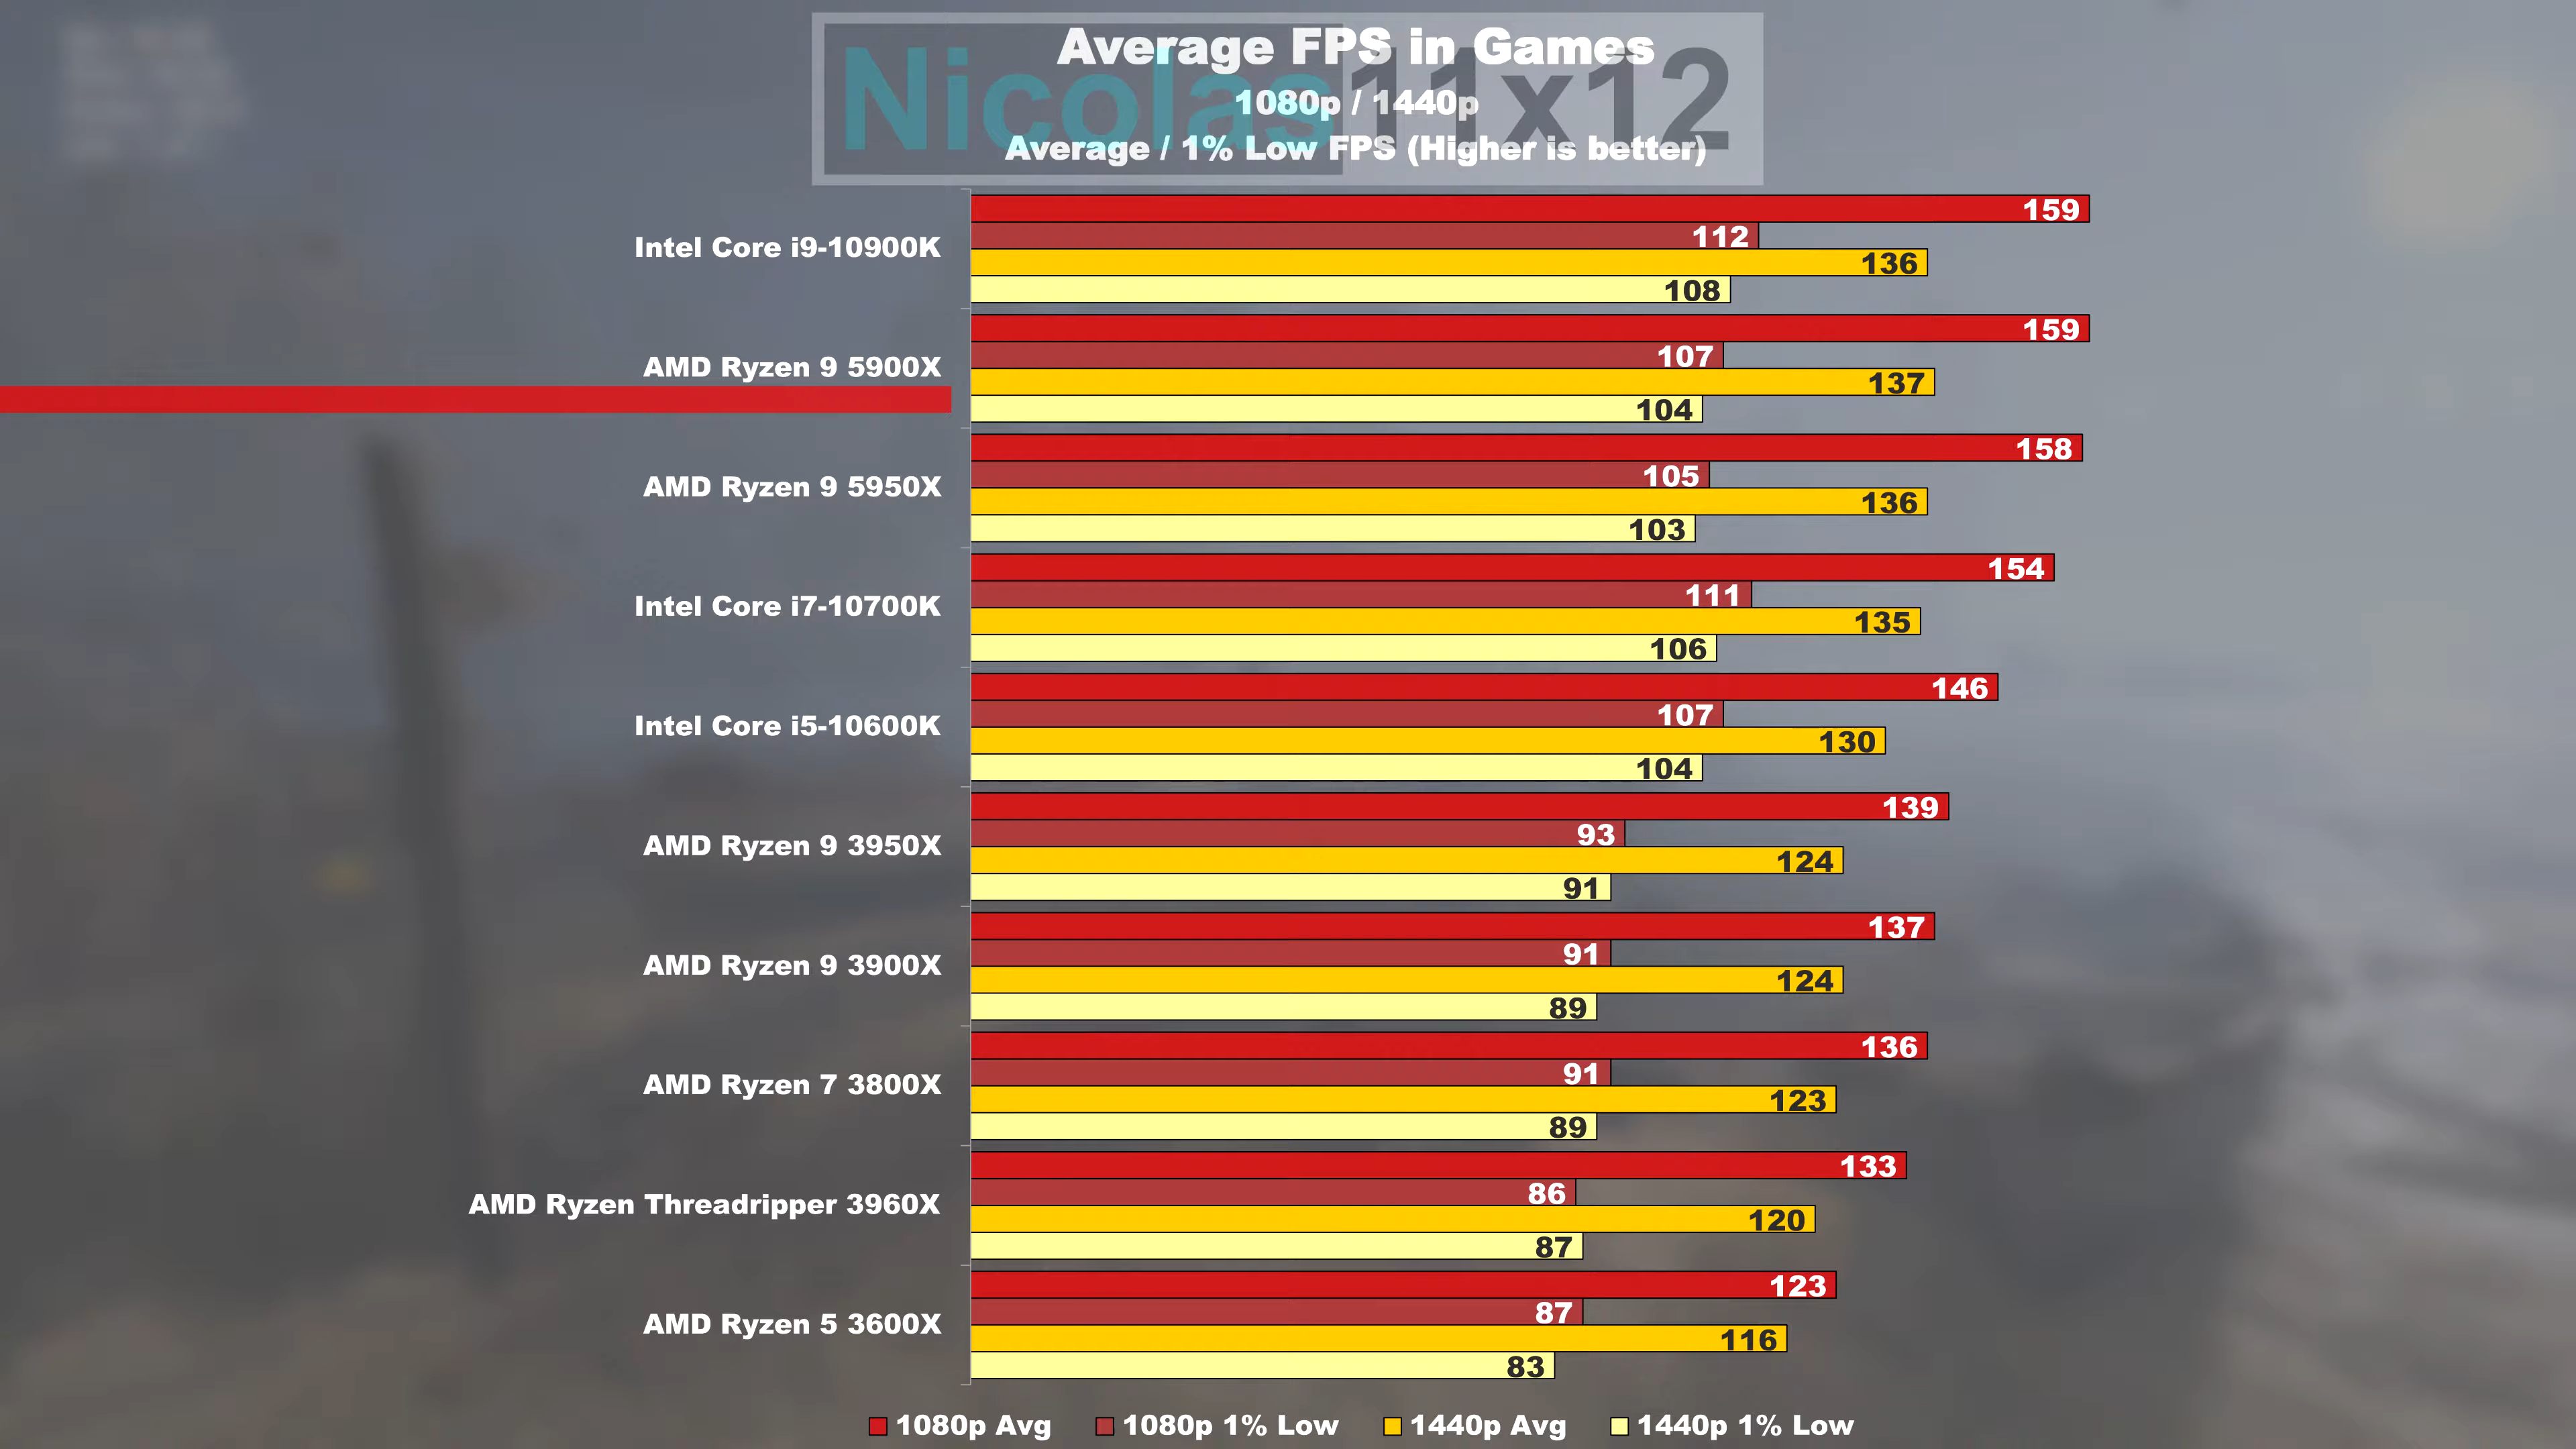 Nicolas11x12
Average FPS in Games
1080p / 1440p
Average / 1% Low FPS (Higher is better)
Intel Core i9-10900K
159
112
136
108
AMD Ryzen 9 5900X
159
107
137
104
AMD Ryzen 9 5950X
158
105
136
103
Intel Core i7-10700K
154
111
135
106
Intel Core i5-10600K
146
107
130
104
AMD Ryzen 9 3950X
139
93
124
91
AMD Ryzen 9 3900X
137
91
124
89
AMD Ryzen 7 3800X
136
91
123
89
AMD Ryzen Threadripper 3960X
133
86
120
87
AMD Ryzen 5 3600X
123
87
116
83
1080p Avg 1080p 1% Low 1440p Avg 1440p 1% Low